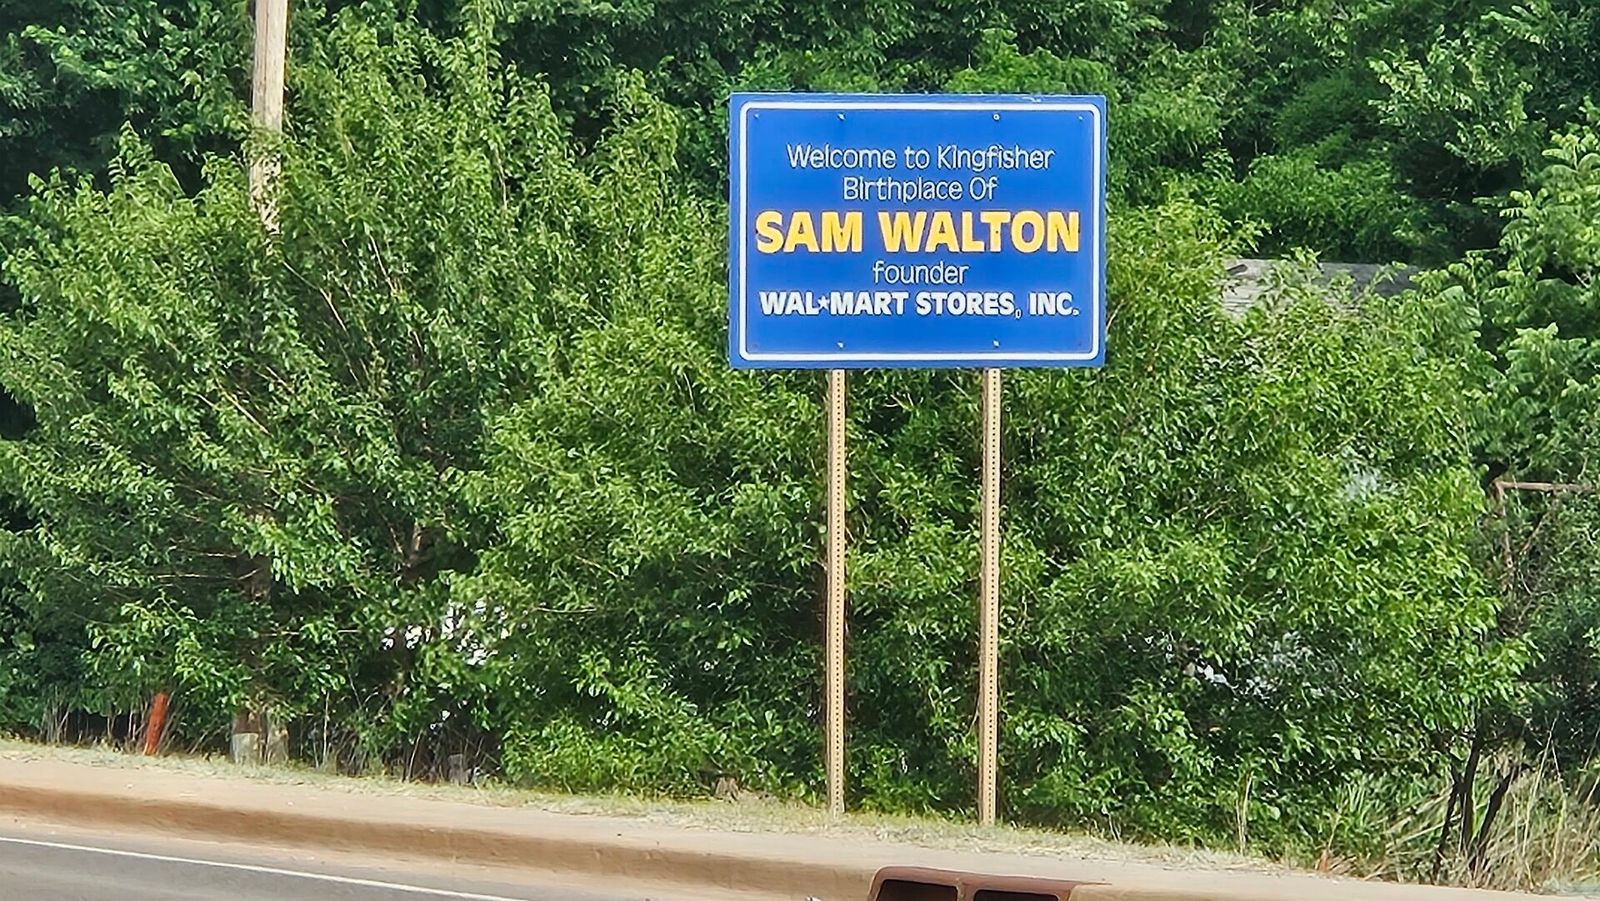 Welcome to Kingfisher
Birthplace Of
SAM WALTON
founder
WAL★MART STORES, INC.